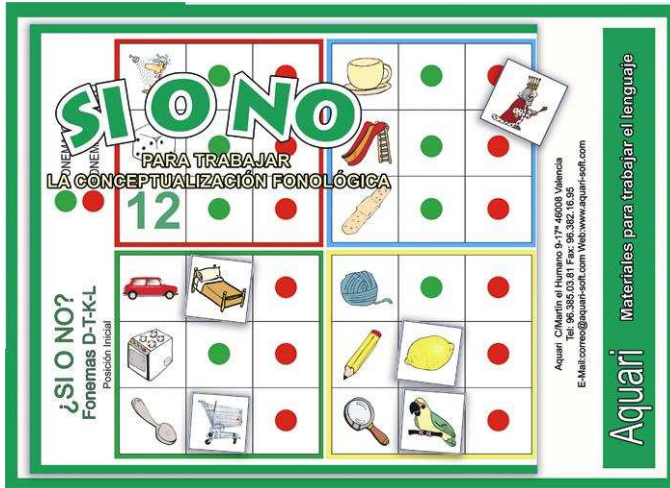 SI O NO
PARA TRABAJAR
LA CONCEPTUALIZACIÓN FONOLÓGICA
12
¿SI O NO?
Fonemas D-T-K-L
Posición Inicial
Aquari C/Martín el Humano 9-17ª 46008 Valencia
Tel: 96.385.03.81 Fax: 96.382.16.95
E-Mail:correo@aquari-soft.com Web:www.aquari-soft.com
Aquari Materiales para trabajar el lenguaje